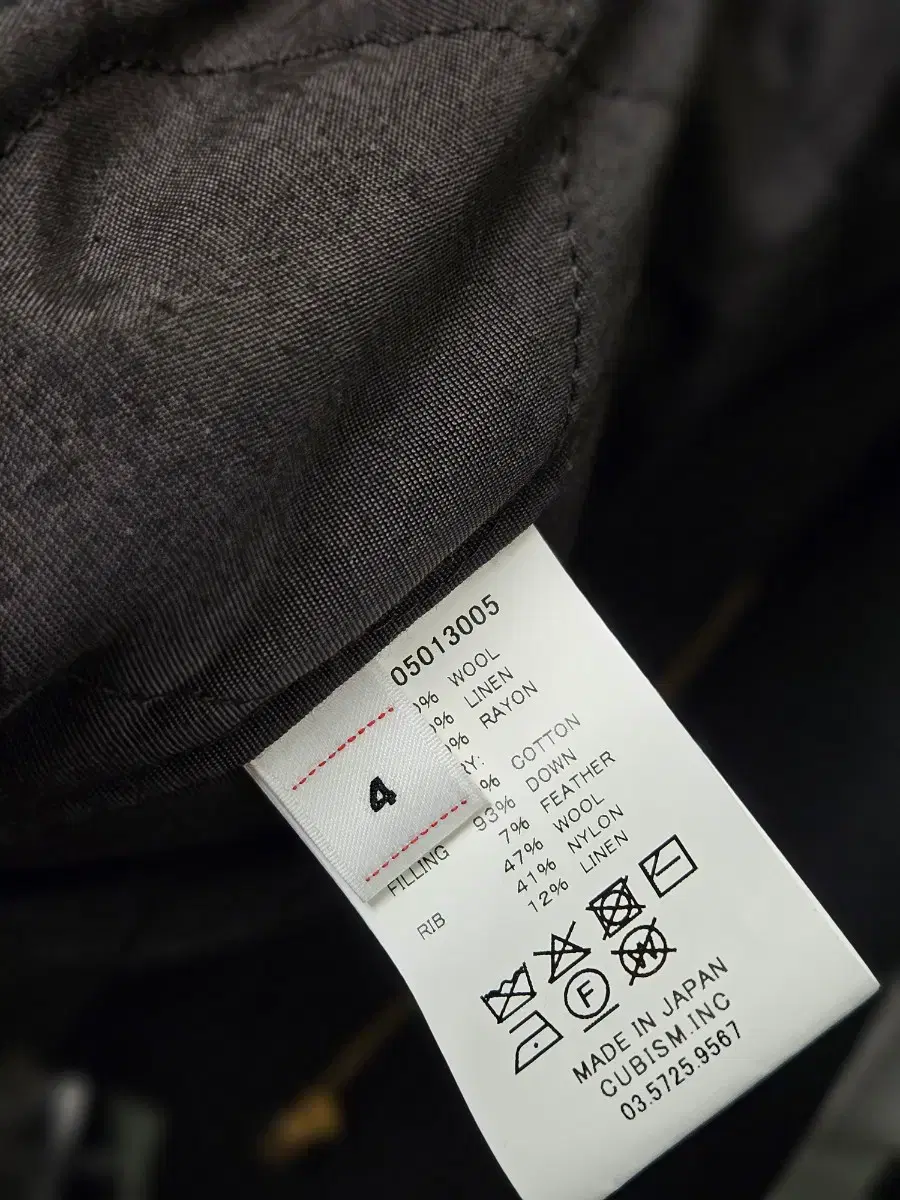 05013005
% WOOL
% LINEN
% RAYON
RY:
% COTTON
93% DOWN
7% FEATHER
FILLING
47% WOOL
41% NYLON
12% LINEN
RIB
4
F
W
MADE IN JAPAN
CUBISM.INC
03.5725.9567